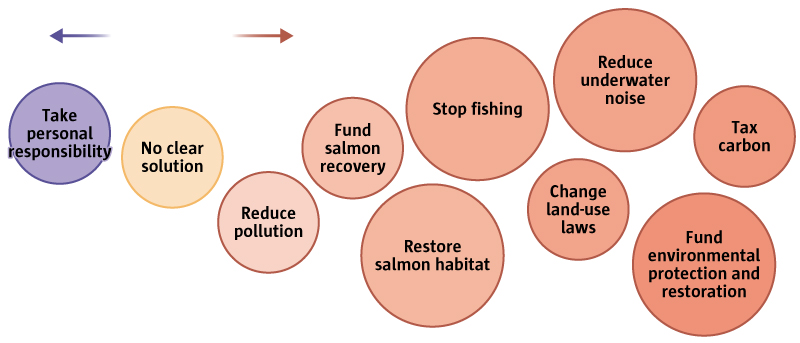 Take
personal
responsibility
No clear
solution
Reduce
pollution
Fund
salmon
recovery
Stop fishing
Restore
salmon habitat
Reduce
underwater
noise
Change
land-use
laws
Tax
carbon
Fund
environmental
protection and
restoration